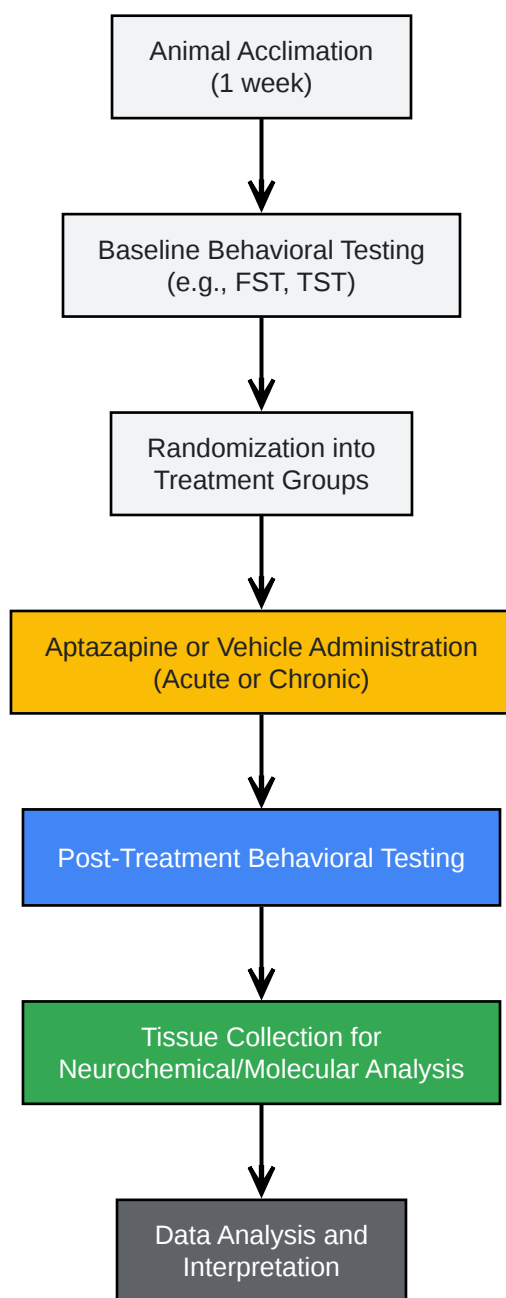 Animal Acclimation
(1 week)
Baseline Behavioral Testing
(e.g., FST, TST)
Randomization into
Treatment Groups
Aptazapine or Vehicle Administration
(Acute or Chronic)
Post-Treatment Behavioral Testing
Tissue Collection for
Neurochemical/Molecular Analysis
Data Analysis and
Interpretation